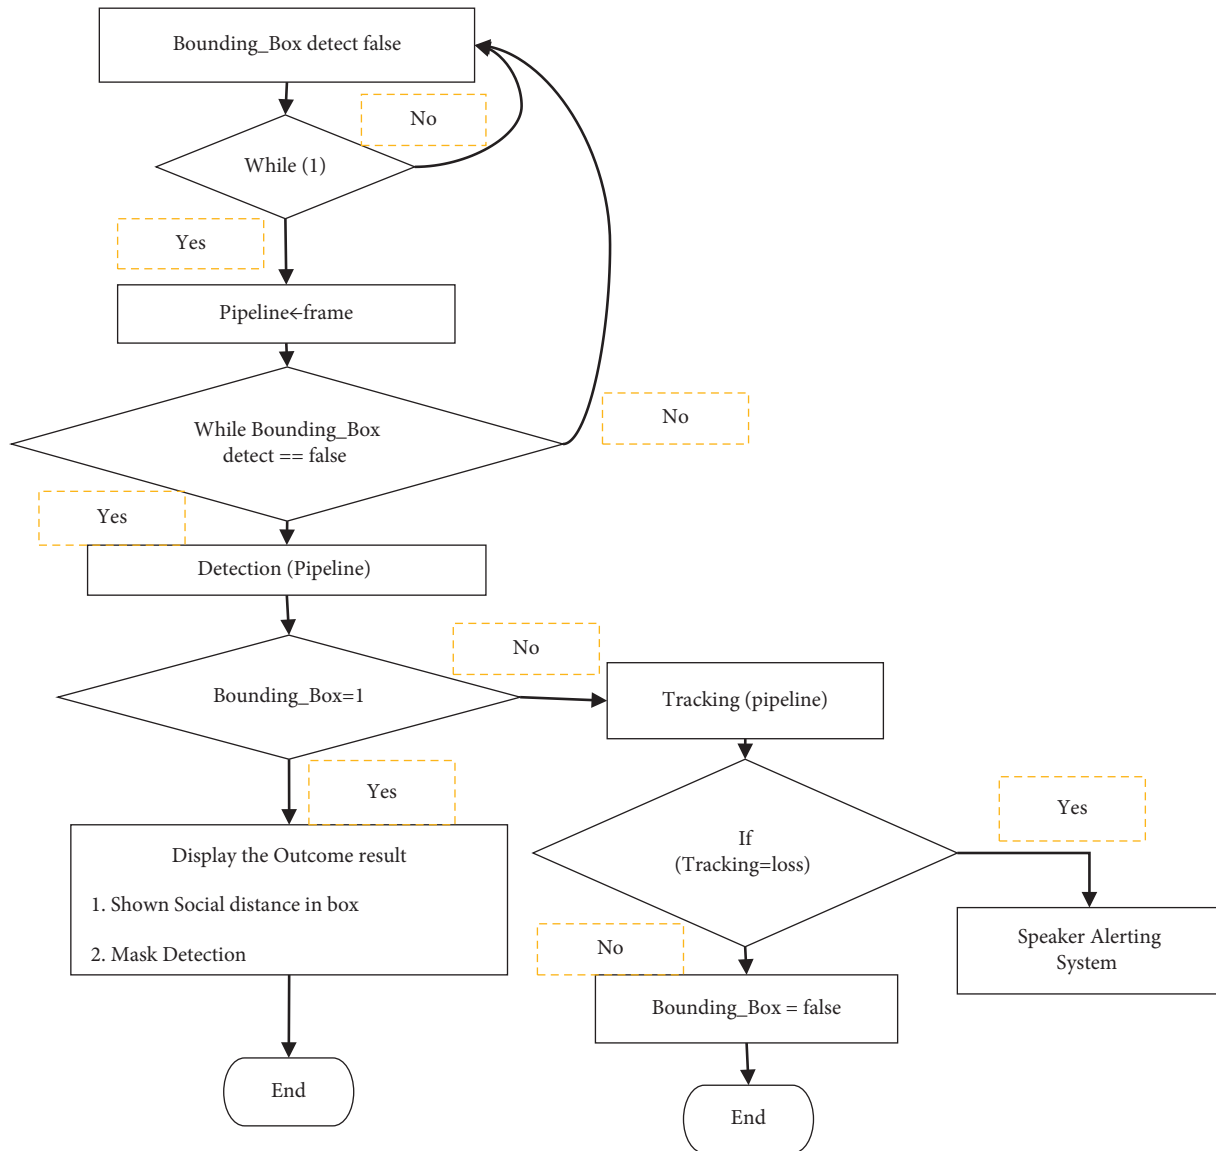 Bounding_Box detect false
No
While (1)
Yes
Pipeline←frame
No
While Bounding_Box
detect == false
Yes
Detection (Pipeline)
No
Bounding_Box=1
Tracking (pipeline)
Yes
Yes
If
(Tracking=loss)
Display the Outcome result
1. Shown Social distance in box
2. Mask Detection
No
Speaker Alerting
System
Bounding_Box = false
End
End